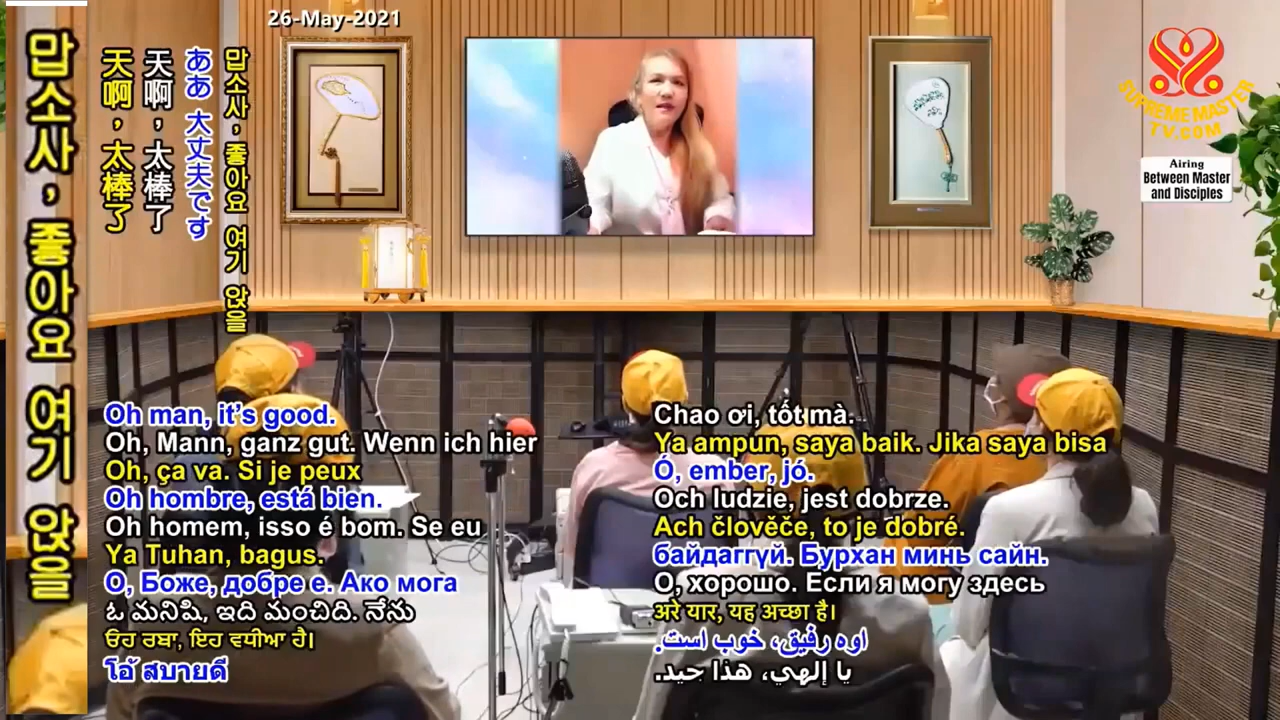 26-May-2021
맙소사, 좋아요 여기 앉을
天啊，太棒了
天啊，太棒了
ああ 大丈夫です
맙소사, 좋아요 여기 앉을
SUPREME MASTER
TV.COM
Airing
Between Master
and Disciples
Oh man, it's good.
Oh, Mann, ganz gut. Wenn ich hier
Oh, ça va. Si je peux
Oh hombre, está bien.
Oh homem, isso é bom. Se eu
Ya Tuhan, bagus.
О, Боже, добре е. Ако мога
ఓ మనిషి, ఇది మంచిది. నేను
ਓਹ ਰਬਾ, ਇਹ ਵਧੀਆ ਹੈ।
โอ้ สบายดี
Chao ơi, tốt mà.
Ya ampun, saya baik. Jika saya bisa
Ó, ember, jó.
Och ludzie, jest dobrze.
Ach člověče, to je dobré.
байдаггүй. Бурхан минь сайн.
О, хорошо. Если я могу здесь
अरे यार, यह अच्छा है।
اوه رفیق، خوب است.
يا إلهي، هذا جيد.